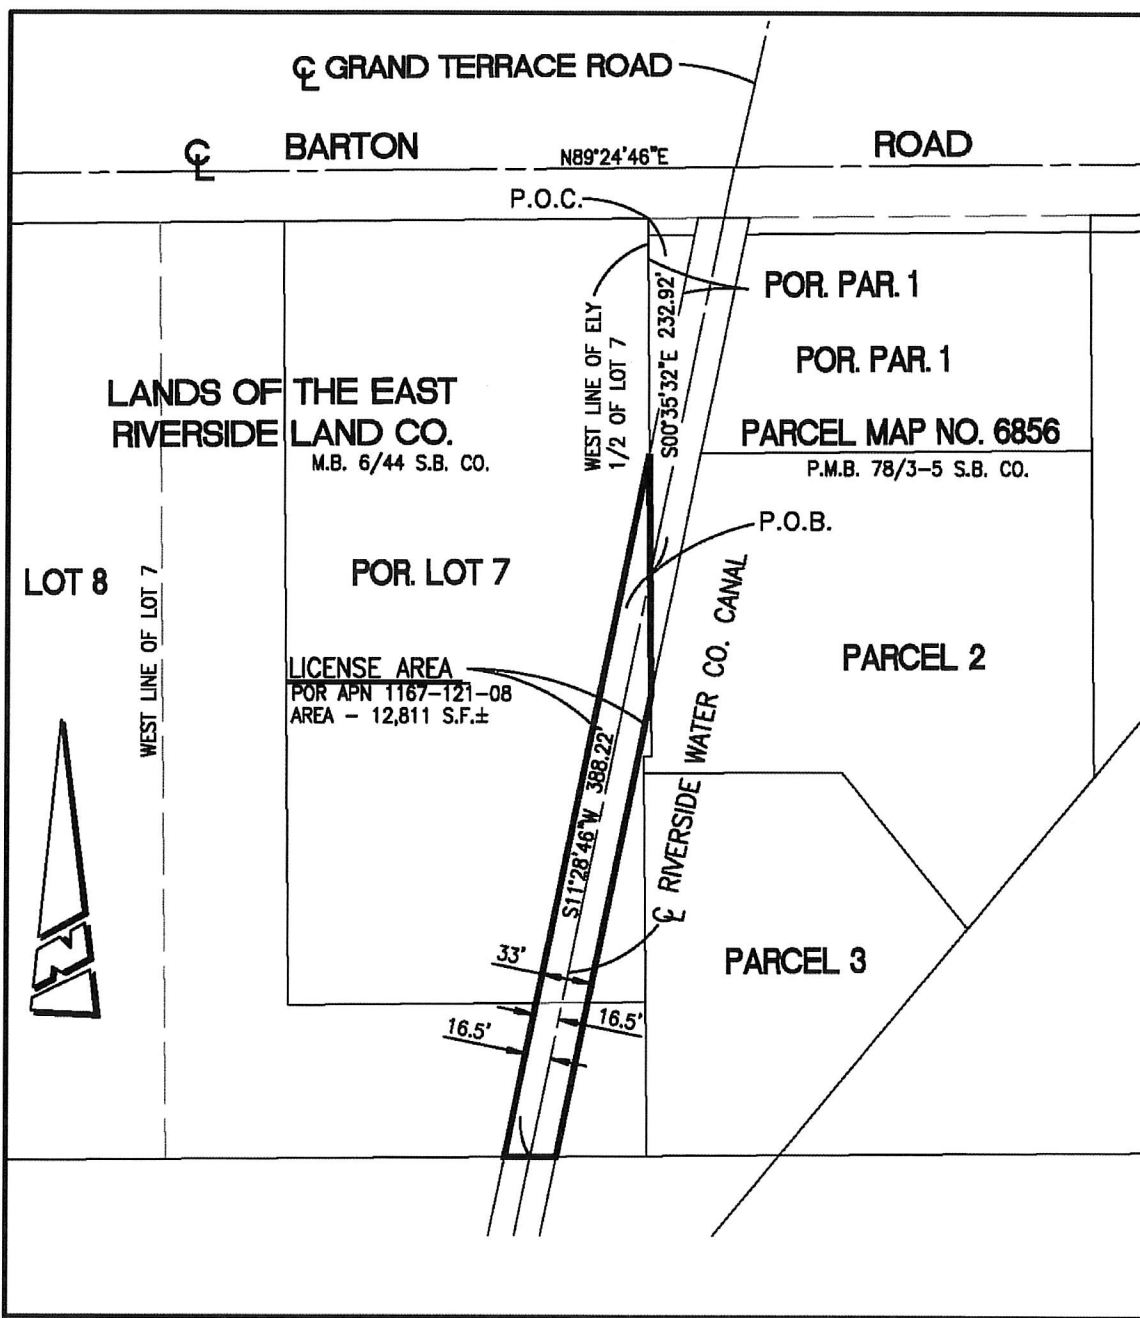 ℄ GRAND TERRACE ROAD
℄ BARTON ROAD
N89°24'46"E
P.O.C.
WEST LINE OF ELY
1/2 OF LOT 7
S00°35'32"E 232.92'
POR. PAR. 1
POR. PAR. 1
LANDS OF THE EAST
RIVERSIDE LAND CO.
M.B. 6/44 S.B. CO.
PARCEL MAP NO. 6856
P.M.B. 78/3-5 S.B. CO.
P.O.B.
LOT 8
WEST LINE OF LOT 7
POR. LOT 7
PARCEL 2
LICENSE AREA
POR APN 1167-121-08
AREA - 12,811 S.F.±
S11°28'46"W 388.22'
℄ RIVERSIDE WATER CO. CANAL
N
33'
PARCEL 3
16.5'
16.5'